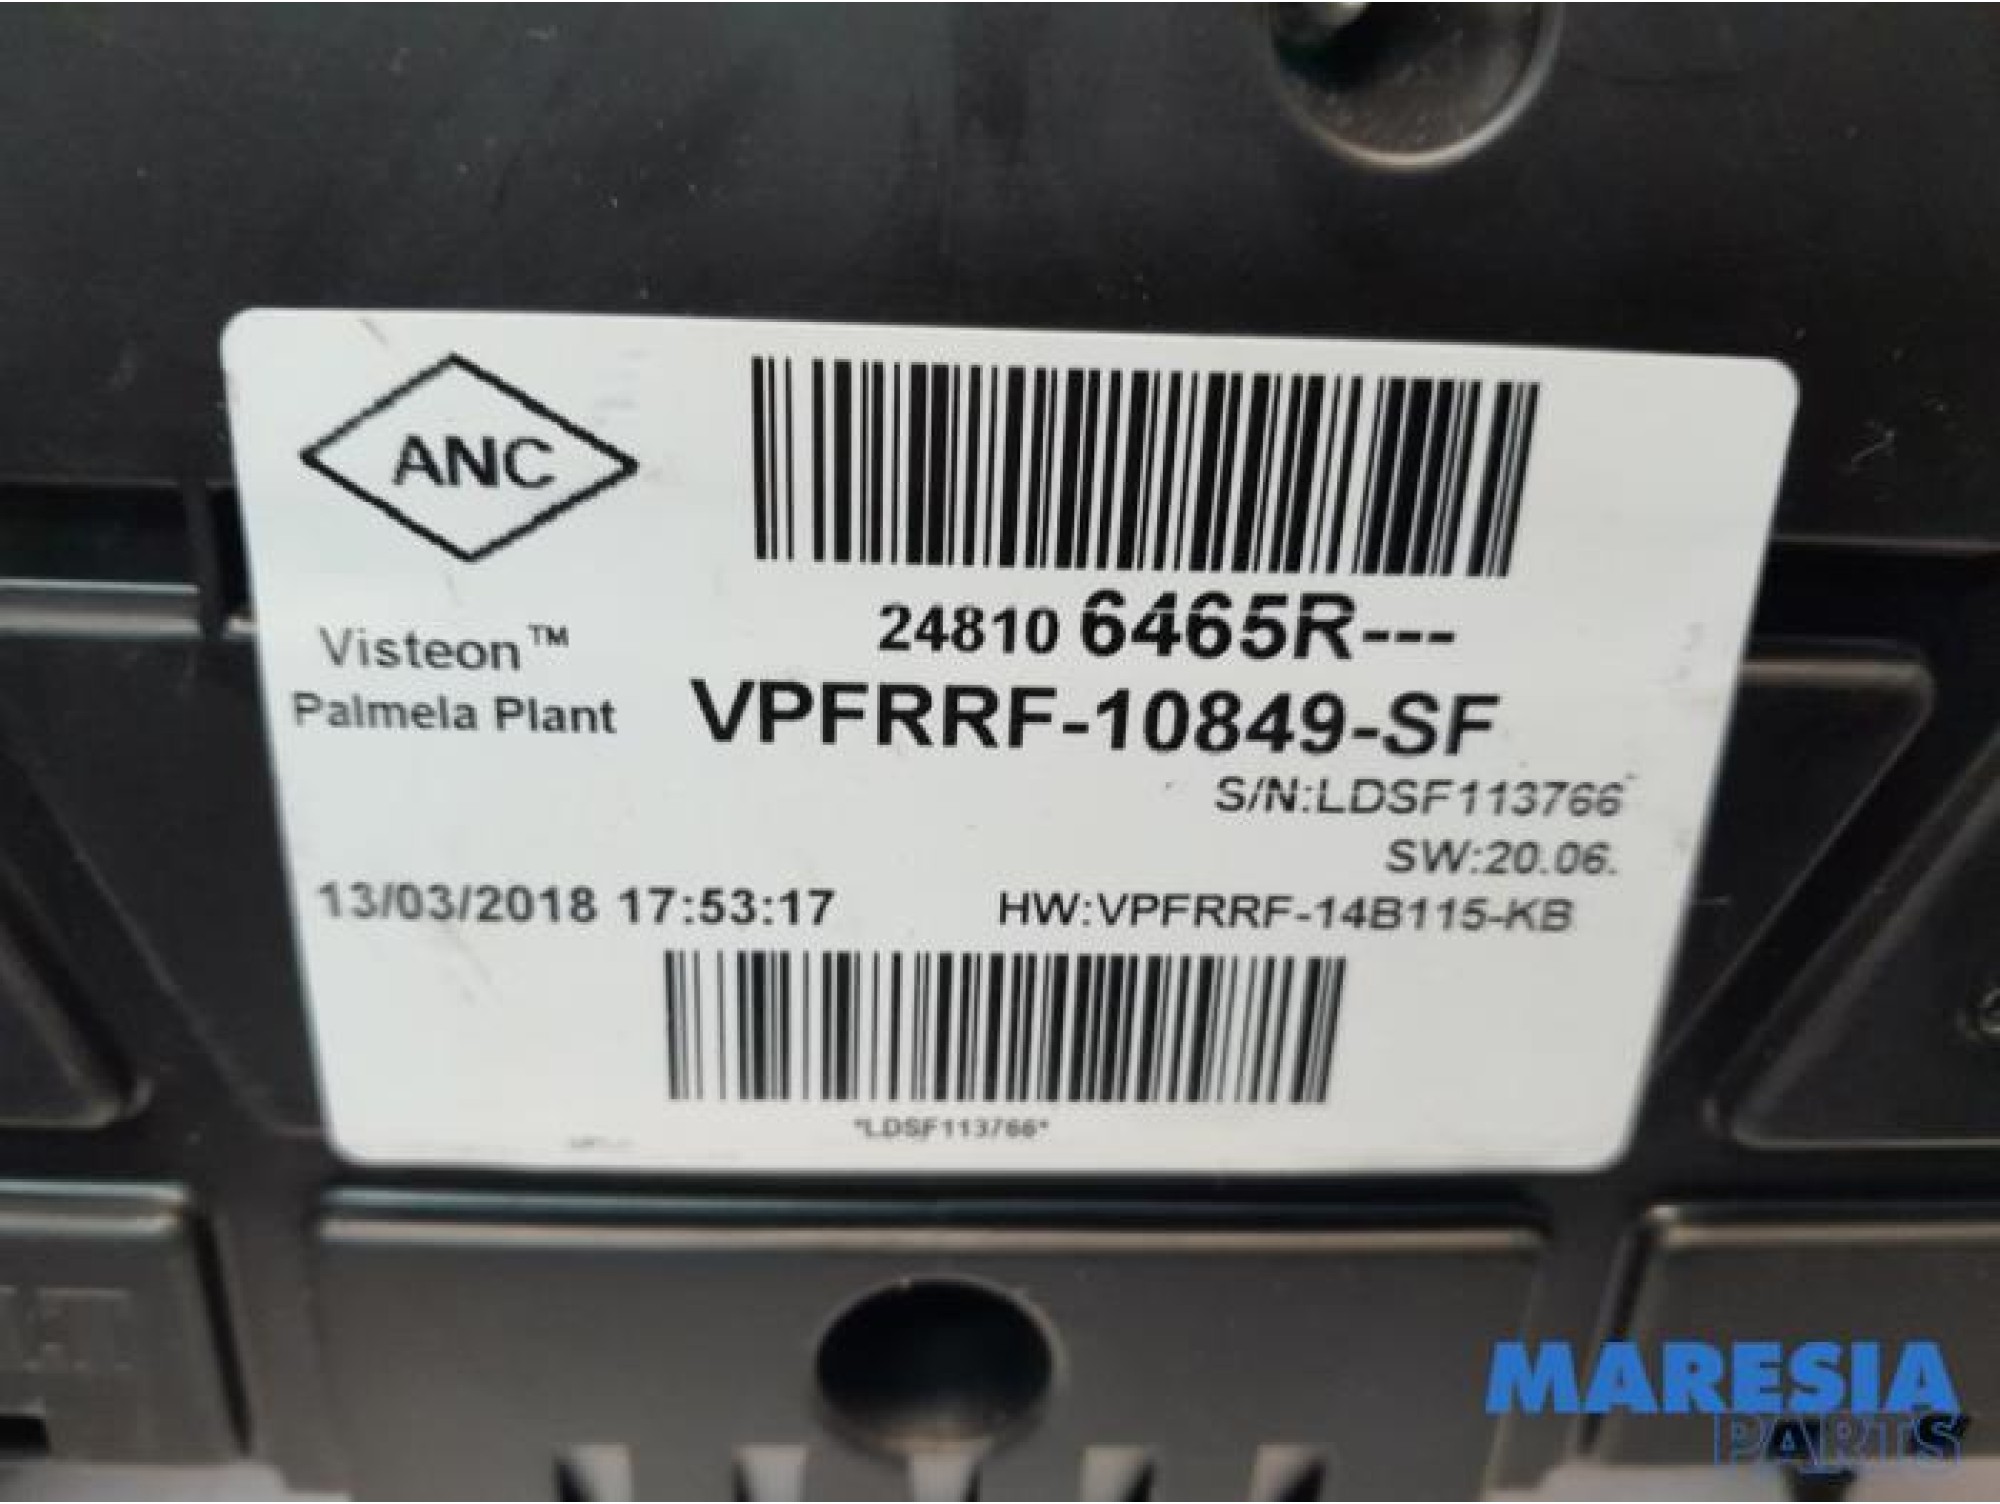 ANC
24810 6465R---
Visteon™
Palmela Plant
VPFRRF-10849-SF
S/N:LDSF113766
SW:20.06.
13/03/2018 17:53:17
HW:VPFRRF-14B115-KB
*LDSF113766*
MARESIA
PARTS